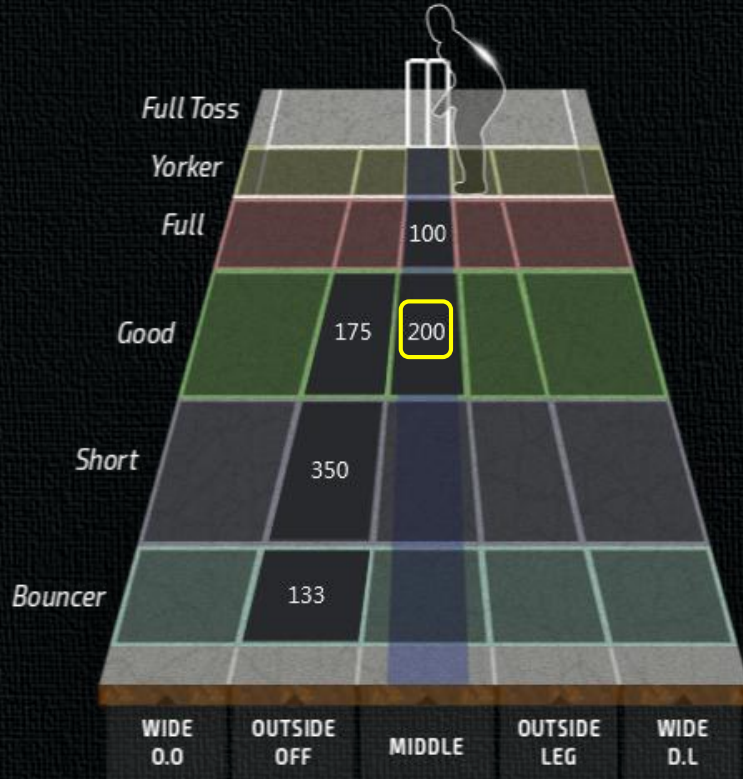 Full Toss
Yorker
Full
100
Good
175
200
Short
350
Bouncer
133
WIDE
O.O
OUTSIDE
OFF
MIDDLE
OUTSIDE
LEG
WIDE
D.L